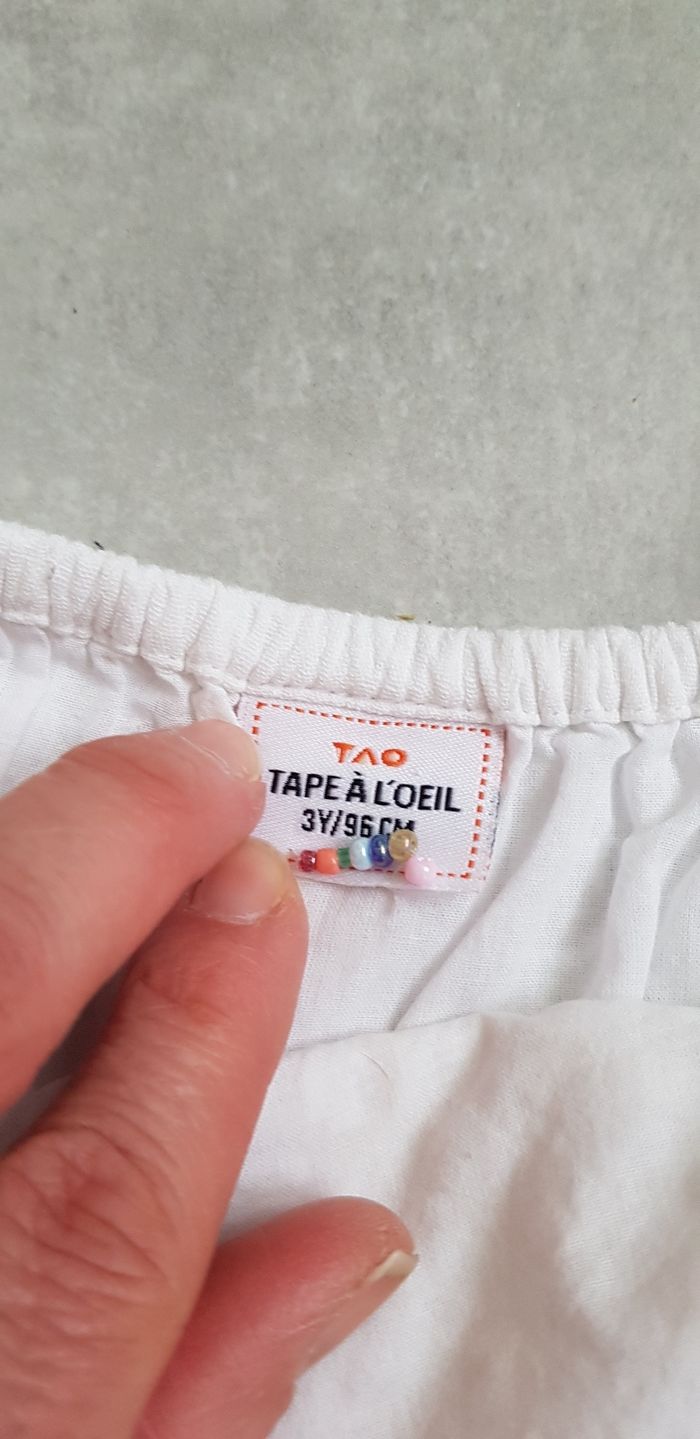 TAO
TAPE À L'OEIL
3Y/96 CM